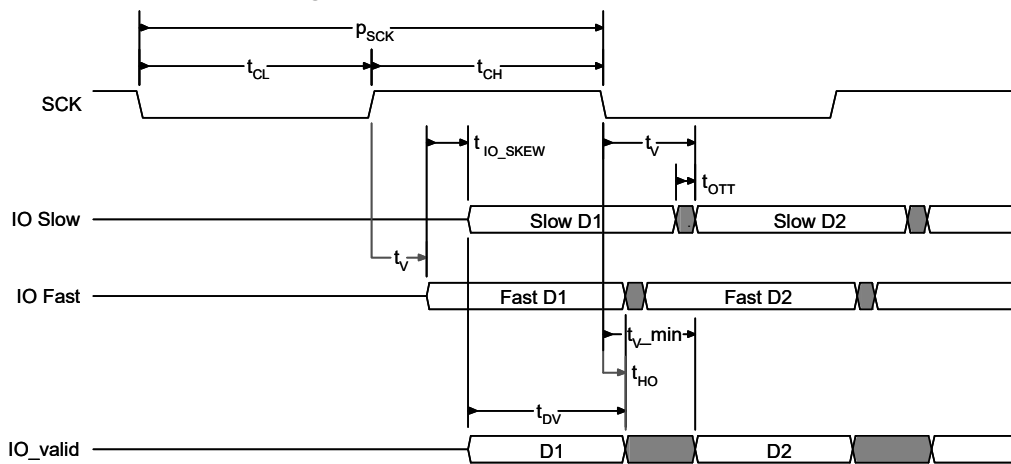 pSCK
tCL tCH
SCK
tIO_SKEW tV
tOTT
IO Slow Slow D1 Slow D2
tV
IO Fast Fast D1 Fast D2
tV_min
tHO
tDV
IO_valid D1 D2